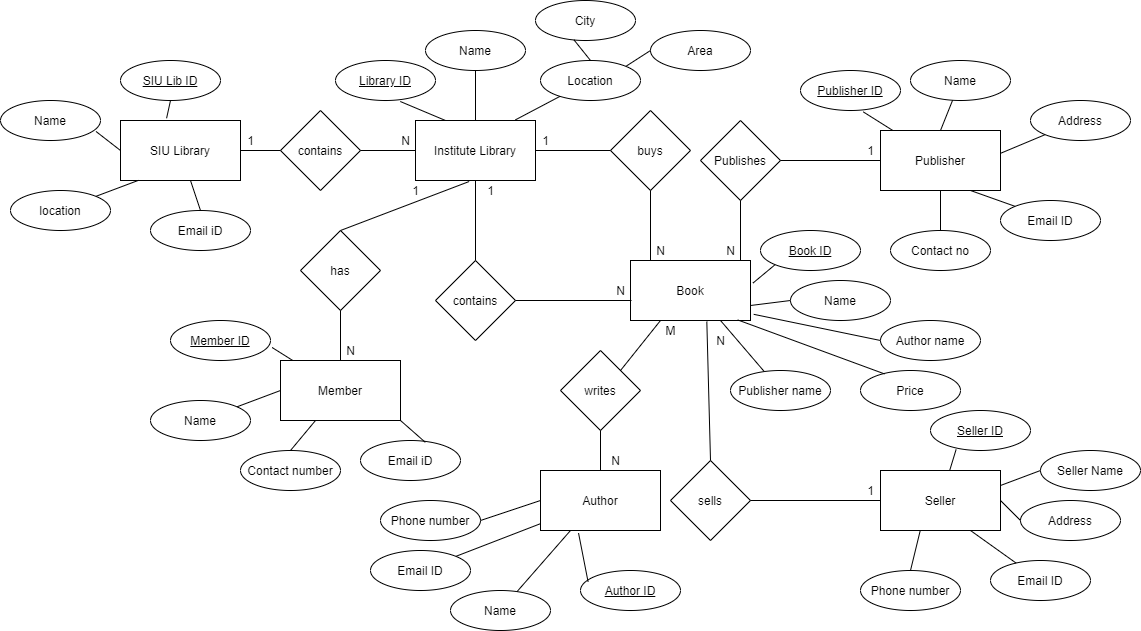 City
Name
Area
SIU Lib ID
Library ID
Location
Publisher ID
Name
Name
Address
SIU Library
1
contains
N
Institute Library
1
buys
Publishes
1
Publisher
location
Email iD
1
1
Email ID
Contact no
N
N
Book ID
has
contains
N
Book
Name
Member ID
N
M
N
Author name
Member
writes
Publisher name
Price
Name
Contact number
Email iD
N
Seller ID
Seller Name
Author
sells
1
Seller
Phone number
Address
Email ID
Name
Author ID
Phone number
Email ID